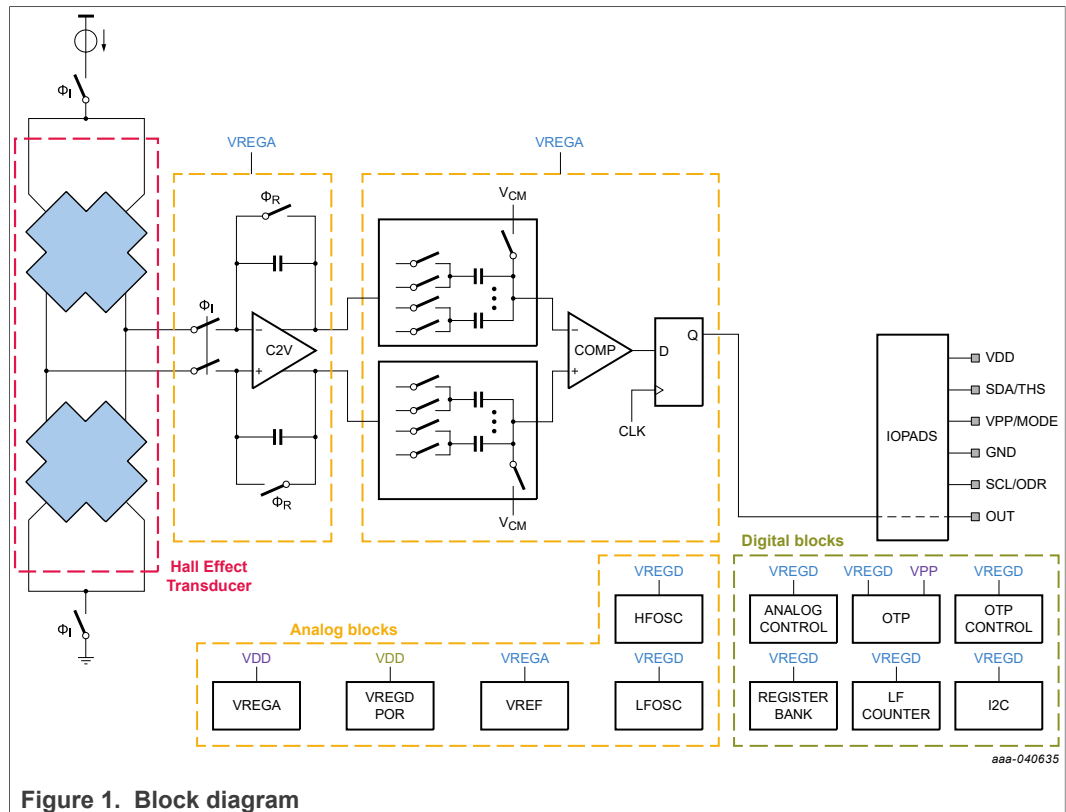 ΦI
VREGA
VREGA
ΦR
VCM
ΦI
−
C2V
+
ΦR
−
COMP
+
D
Q
CLK
VCM
IOPADS
VDD
SDA/THS
VPP/MODE
GND
SCL/ODR
OUT
Hall Effect
Transducer
ΦI
Analog blocks
VREGD
HFOSC
VDD
VREGA
VDD
VREGD
POR
VREGA
VREF
VREGD
LFOSC
Digital blocks
VREGD
ANALOG
CONTROL
VREGD VPP
OTP
VREGD
OTP
CONTROL
VREGD
REGISTER
BANK
VREGD
LF
COUNTER
VREGD
I2C
aaa-040635
Figure 1. Block diagram